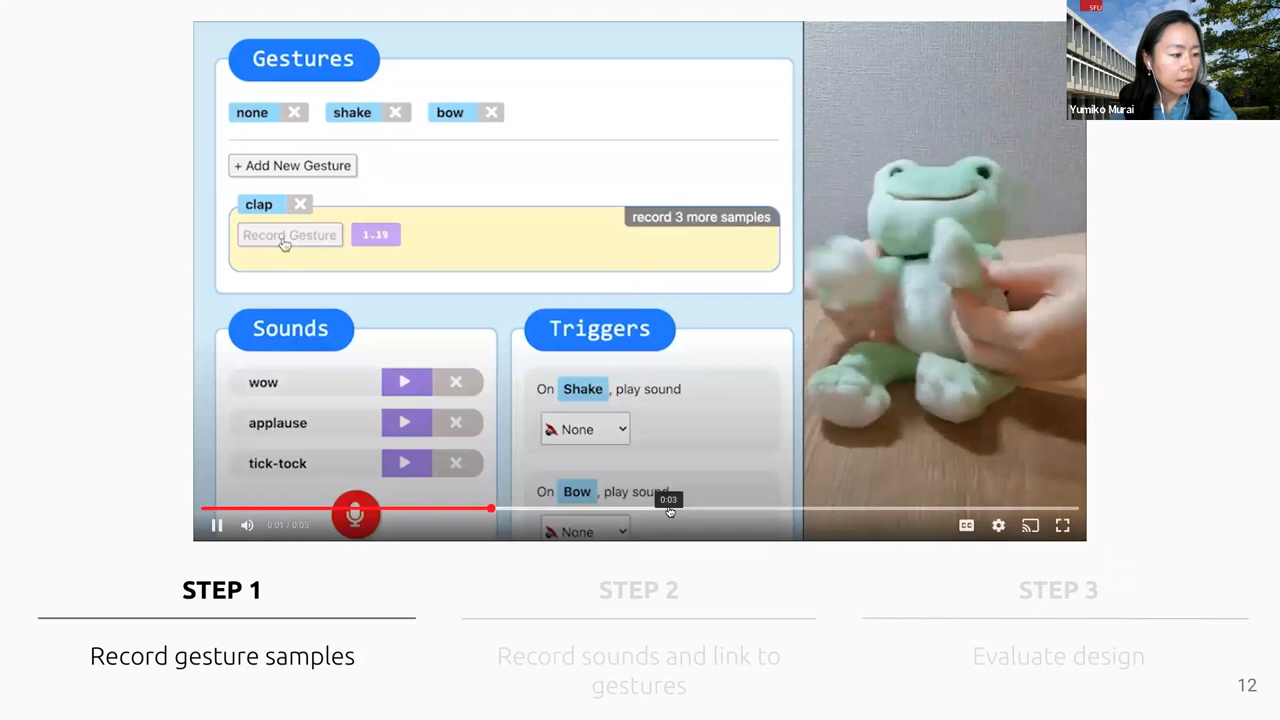 SFU
Yumiko Murai
Gestures
none
shake
bow
+ Add New Gesture
clap
record 3 more samples
Record Gesture
1.19
Sounds
Triggers
wow
applause
tick-tock
On Shake , play sound
None
On Bow , play sound
None
0:03
0:01 / 0:05
CC
STEP 1
STEP 2
STEP 3
Record gesture samples
Record sounds and link to
gestures
Evaluate design
12